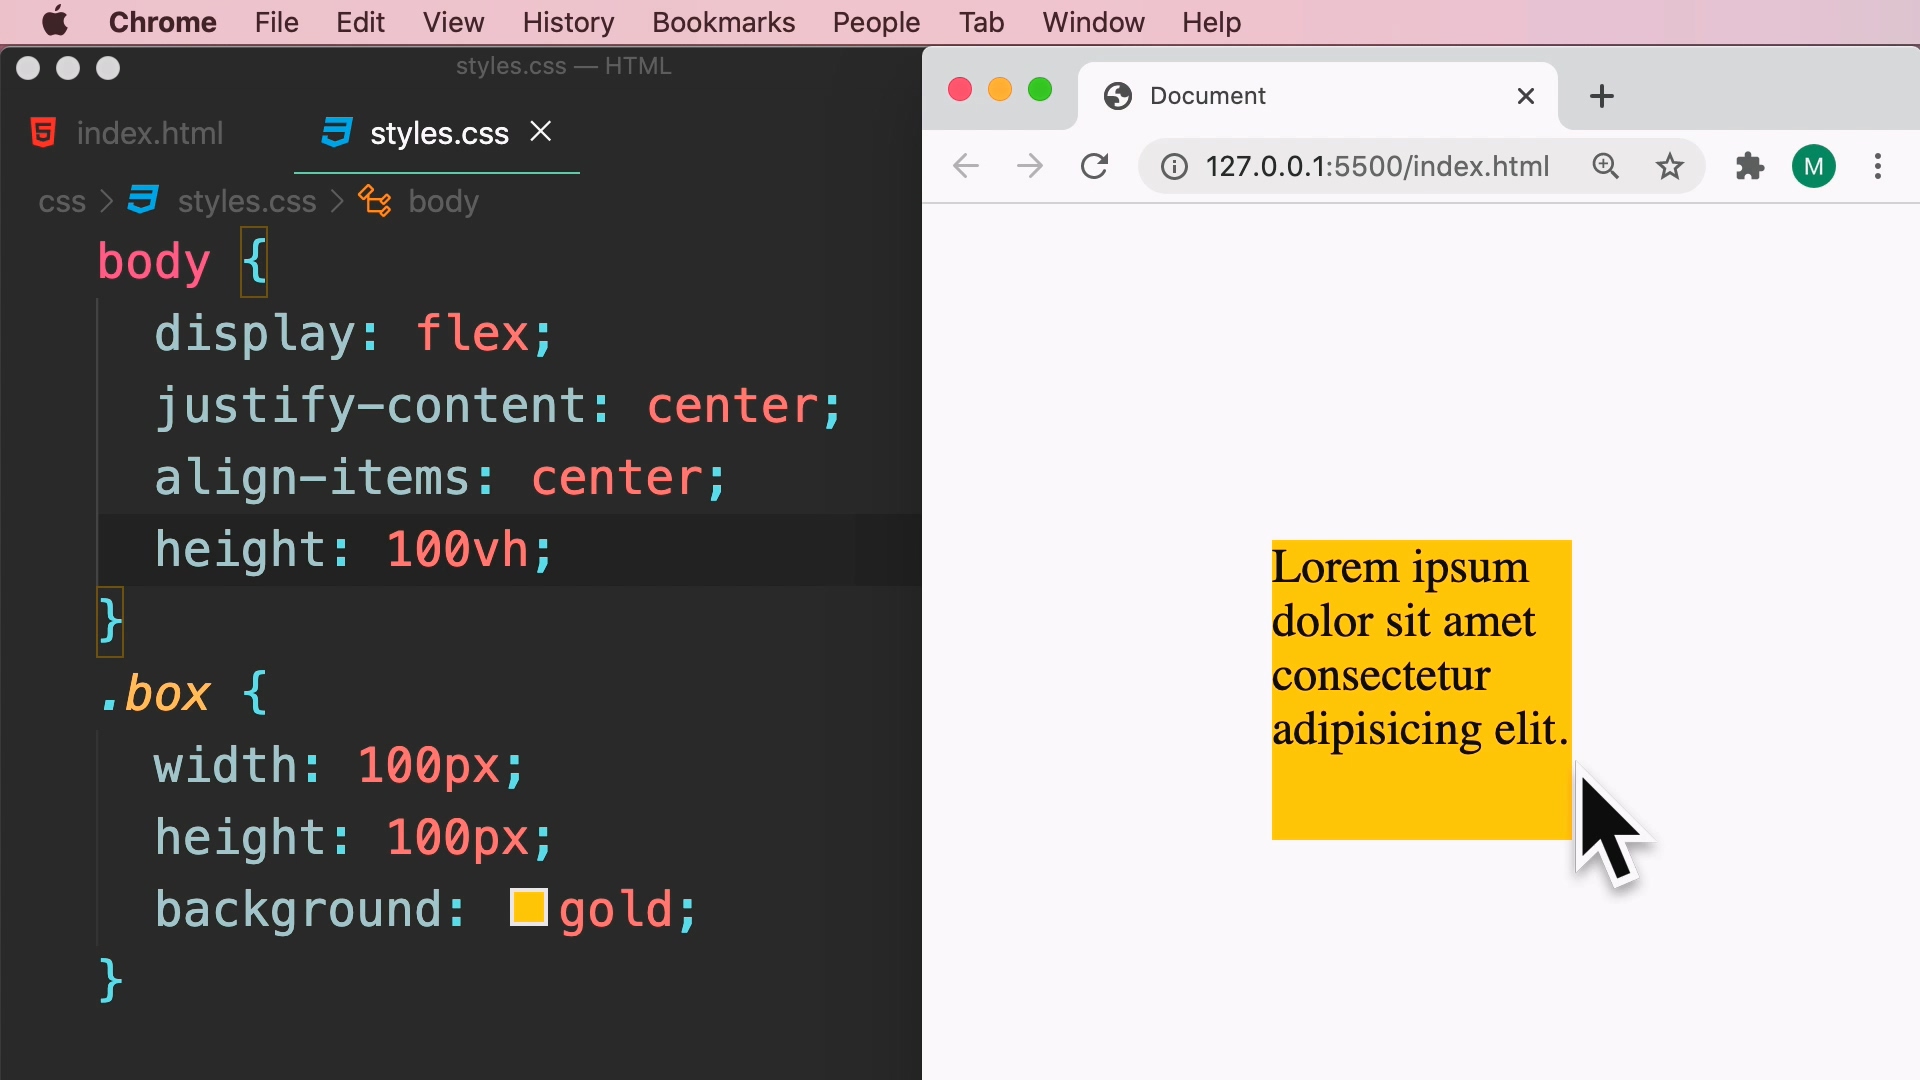 Chrome File Edit View History Bookmarks People Tab Window Help
styles.css — HTML
index.html styles.css
css > styles.css > body
body {
display: flex;
justify-content: center;
align-items: center;
height: 100vh;
}
.box {
width: 100px;
height: 100px;
background: gold;
}
Document
127.0.0.1:5500/index.html
M
Lorem ipsum
dolor sit amet
consectetur
adipisicing elit.